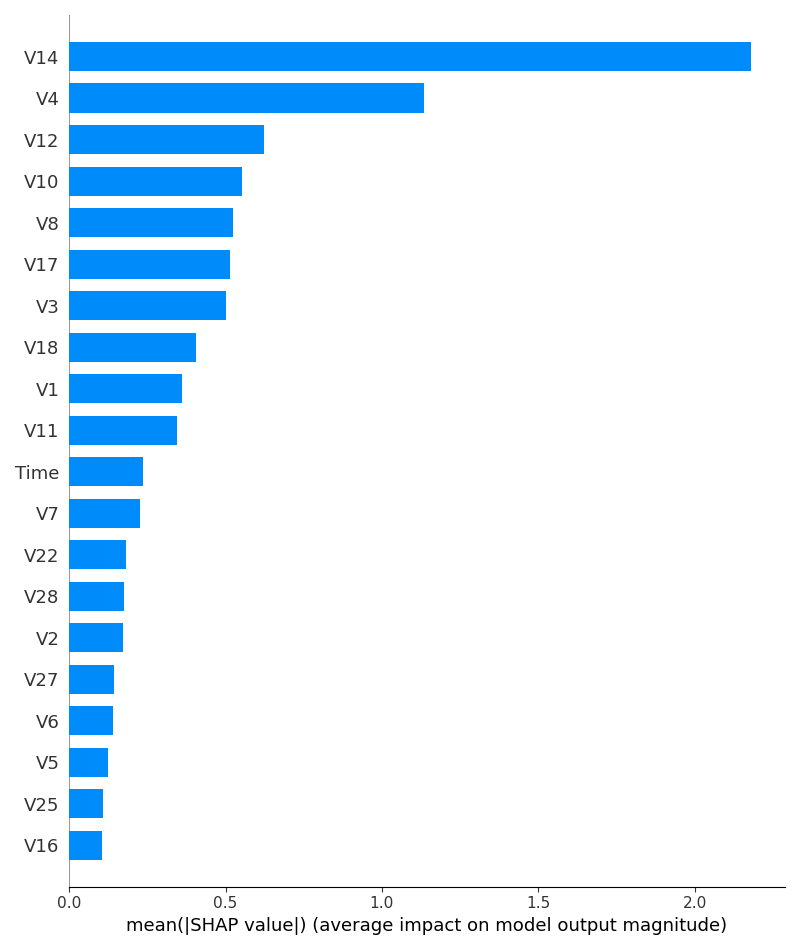 V14
V4
V12
V10
V8
V17
V3
V18
V1
V11
Time
V7
V22
V28
V2
V27
V6
V5
V25
V16
0.0 0.5 1.0 1.5 2.0
mean(|SHAP value|) (average impact on model output magnitude)